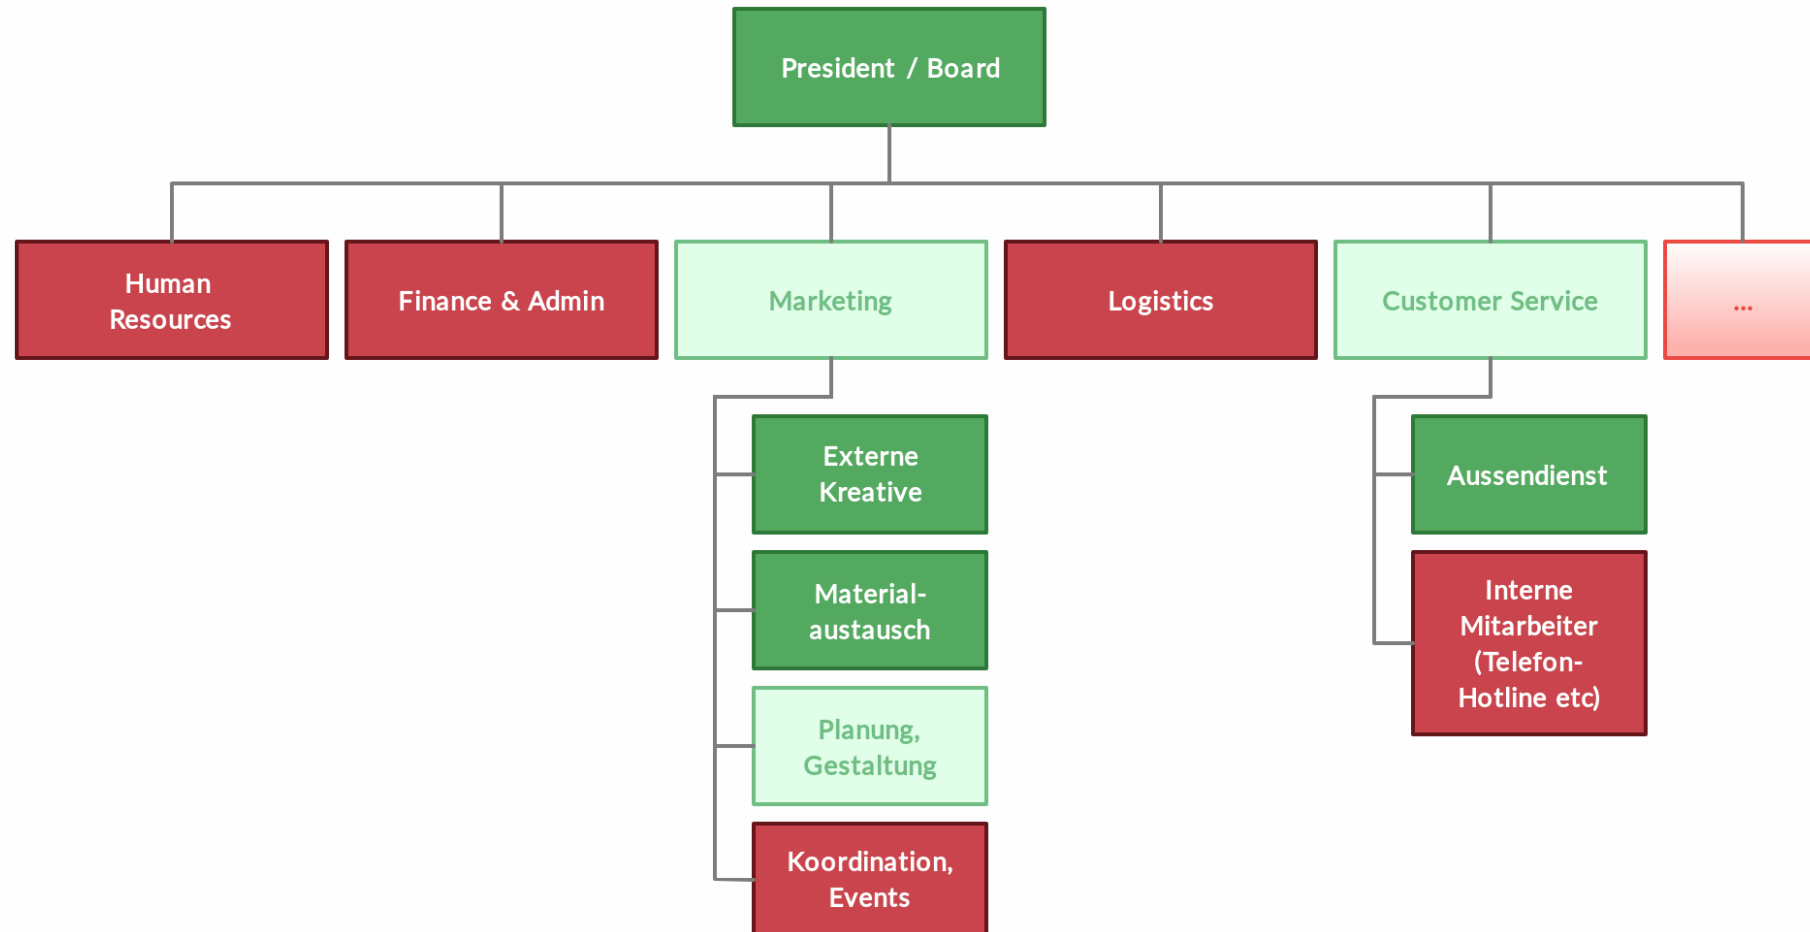 President / Board
Human
Resources
Finance & Admin
Marketing
Logistics
Customer Service
...
Externe
Kreative
Material-
austausch
Planung,
Gestaltung
Koordination,
Events
Aussendienst
Interne
Mitarbeiter
(Telefon-
Hotline etc)